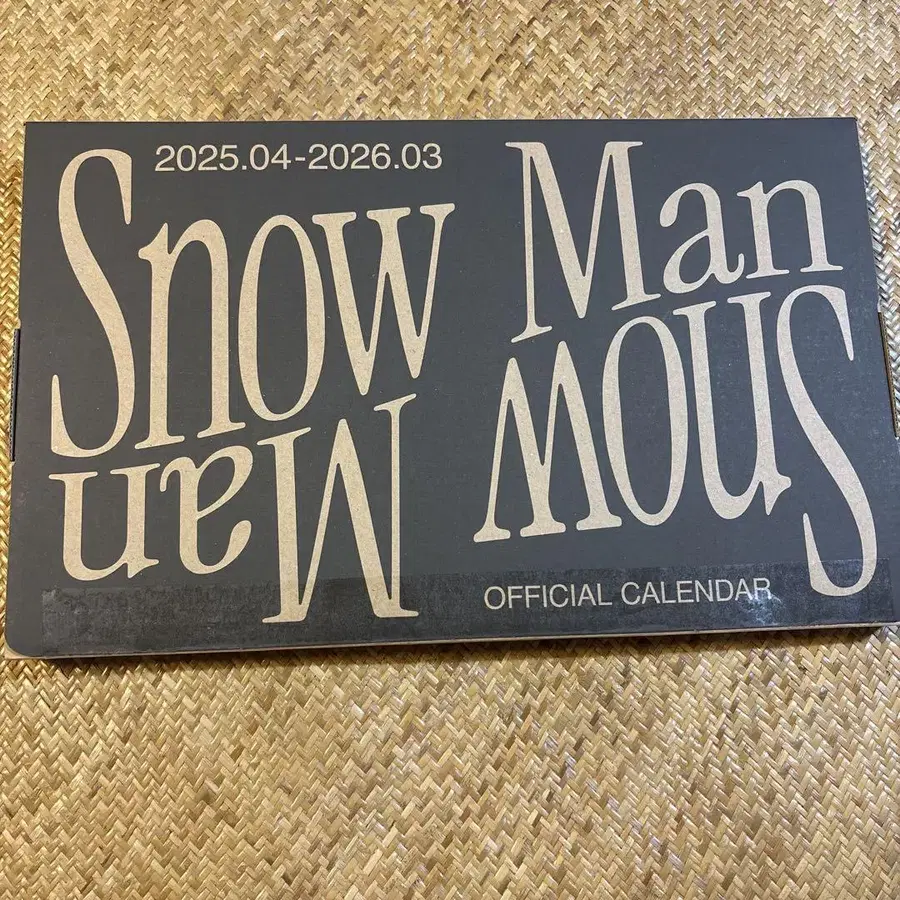 2025.04-2026.03
Snow Man
Snow Man
OFFICIAL CALENDAR